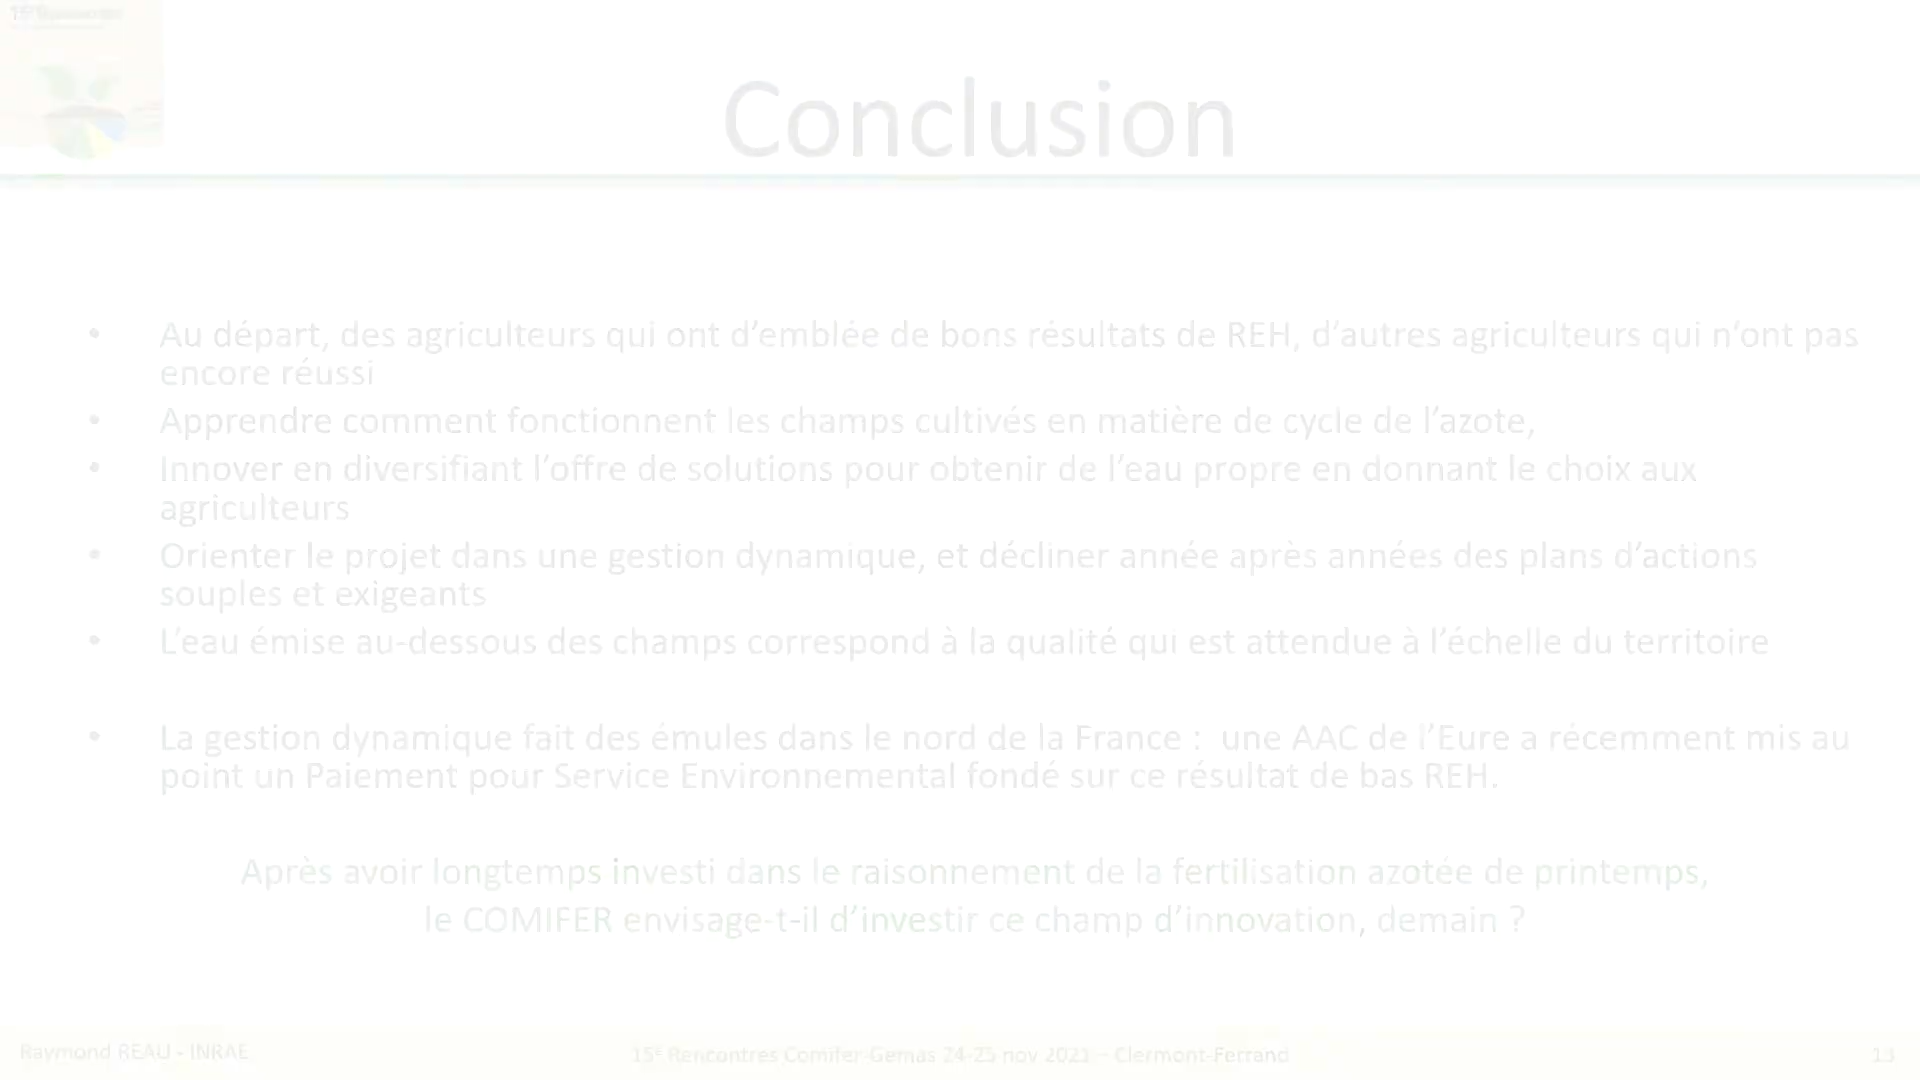 Conclusion
• Au départ, des agriculteurs qui ont d'emblée de bons résultats de REH, d'autres agriculteurs qui n'ont pas
encore réussi
• Apprendre comment fonctionnent les champs cultivés en matière de cycle de l'azote,
• Innover en diversifiant l'offre de solutions pour obtenir de l'eau propre en donnant le choix aux
agriculteurs
• Orienter le projet dans une gestion dynamique, et décliner année après années des plans d'actions
souples et exigeants
• L'eau émise au-dessous des champs correspond à la qualité qui est attendue à l'échelle du territoire
• La gestion dynamique fait des émules dans le nord de la France : une AAC de l'Eure a récemment mis au
point un Paiement pour Service Environnemental fondé sur ce résultat de bas REH.
Après avoir longtemps investi dans le raisonnement de la fertilisation azotée de printemps,
le COMIFER envisage-t-il d'investir ce champ d'innovation, demain ?
Raymond REAU - INRAE
15e Rencontres Comifer-Gemas 24-25 nov 2021 - Clermont-Ferrand
13